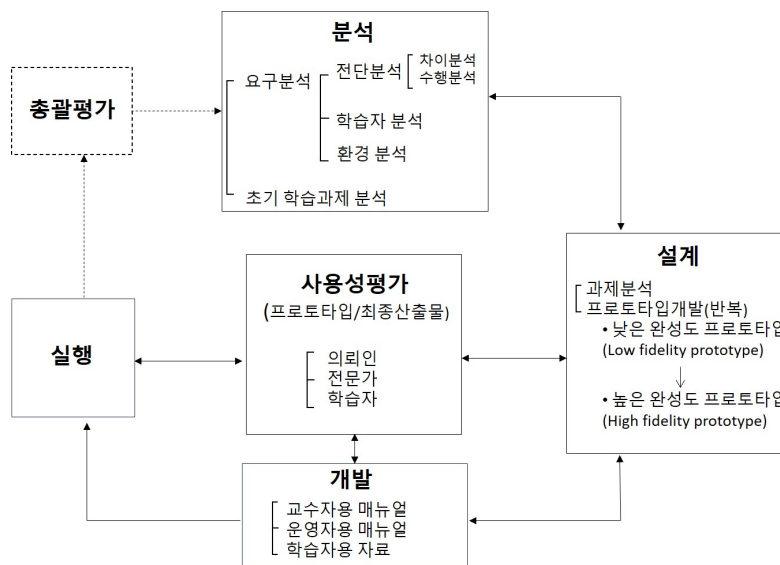 분석
요구분석
전단분석
차이분석
수행분석
학습자 분석
환경 분석
초기 학습과제 분석
총괄평가
사용성평가
(프로토타입/최종산출물)
의뢰인
전문가
학습자
설계
과제분석
프로토타입개발(반복)
• 낮은 완성도 프로토타입
(Low fidelity prototype)
• 높은 완성도 프로토타입
(High fidelity prototype)
실행
개발
교수자용 매뉴얼
운영자용 매뉴얼
학습자용 자료